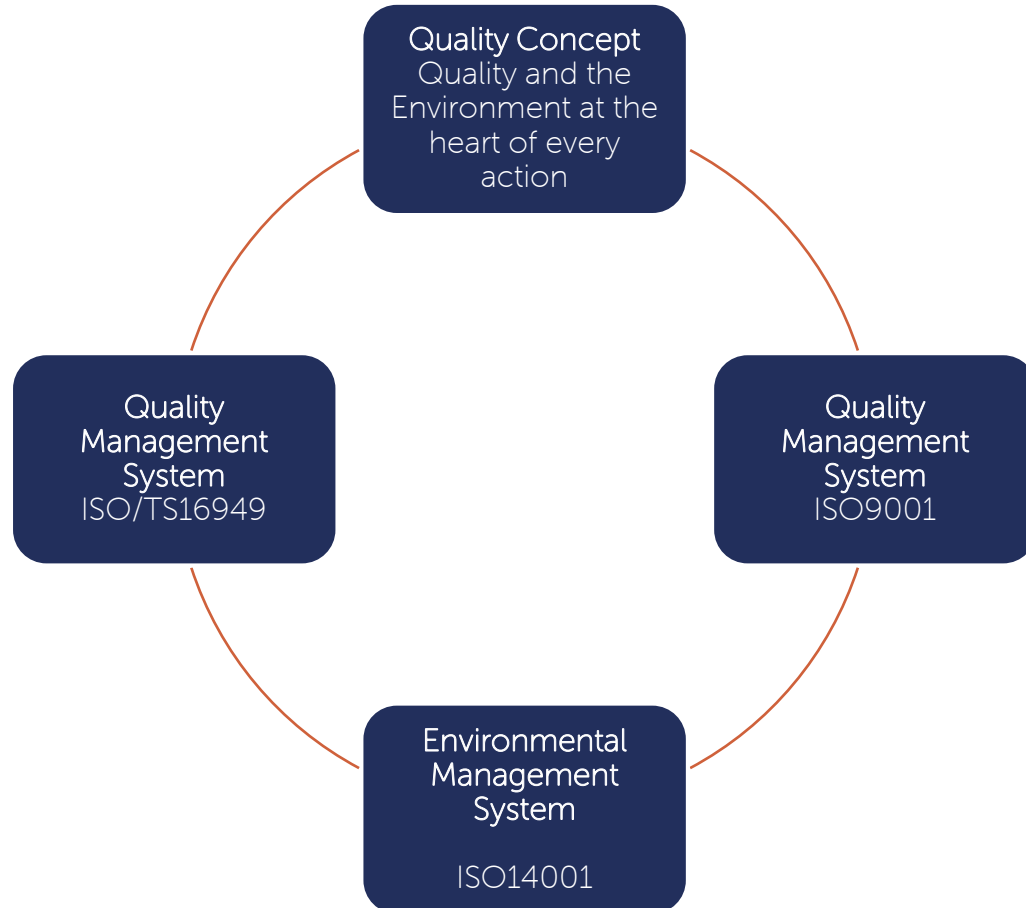 Quality Concept
Quality and the
Environment at the
heart of every
action
Quality
Management
System
ISO/TS16949
Quality
Management
System
ISO9001
Environmental
Management
System
ISO14001